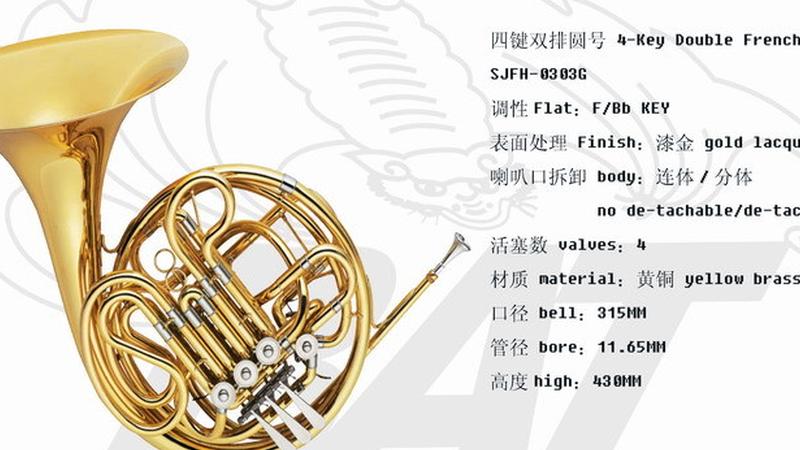 四键双排圆号 4-Key Double French
SJFH-0303G
调性 Flat: F/Bb KEY
表面处理 Finish: 漆金 gold lacqu
喇叭口拆卸 body: 连体 / 分体
no de-tachable/de-tac
活塞数 valves: 4
材质 material: 黄铜 yellow brass
口径 bell: 315MM
管径 bore: 11.65MM
高度 high: 430MM